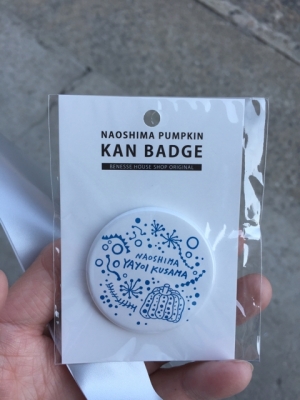 NAOSHIMA PUMPKIN
KAN BADGE
BENESSE HOUSE SHOP ORIGINAL
NAOSHIMA
YAYOI KUSAMA